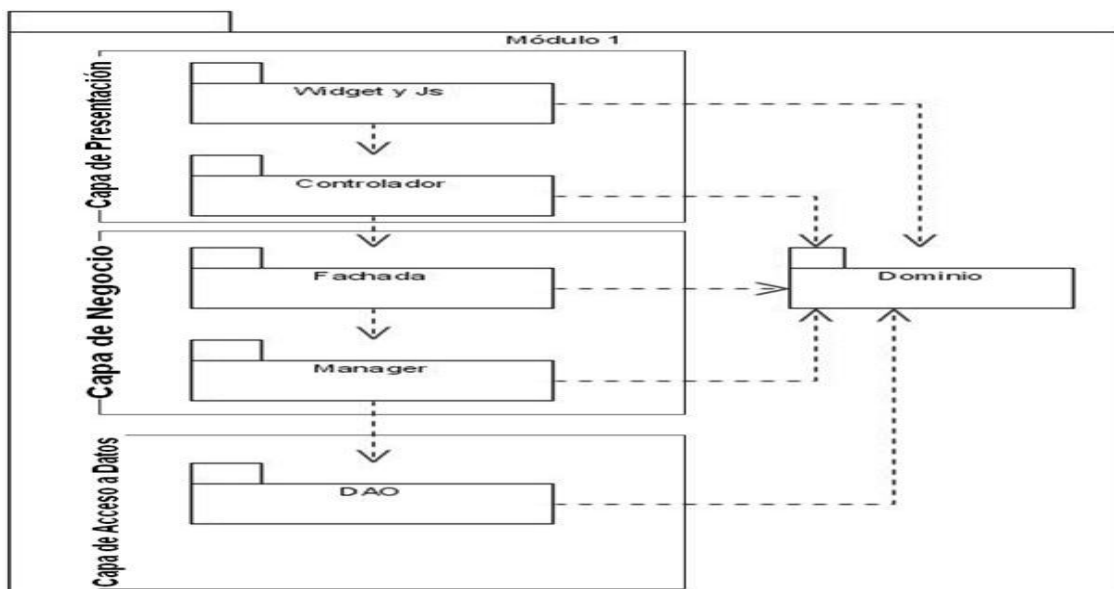 Módulo 1
Capa de Presentación
Widget y Js
Controlador
Capa de Negocio
Fachada
Dominio
Manager
Capa de Acceso a Datos
DAO